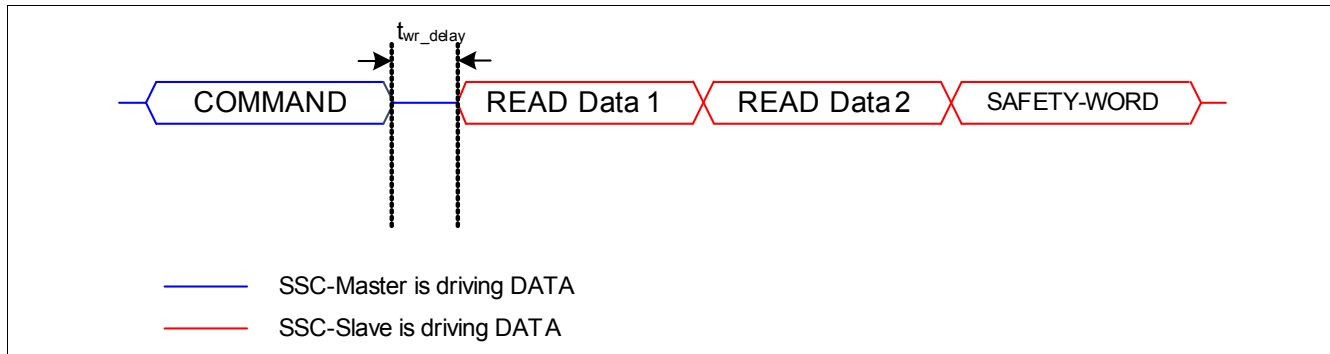 twr_delay
COMMAND READ Data 1 READ Data 2 SAFETY-WORD
SSC-Master is driving DATA
SSC-Slave is driving DATA